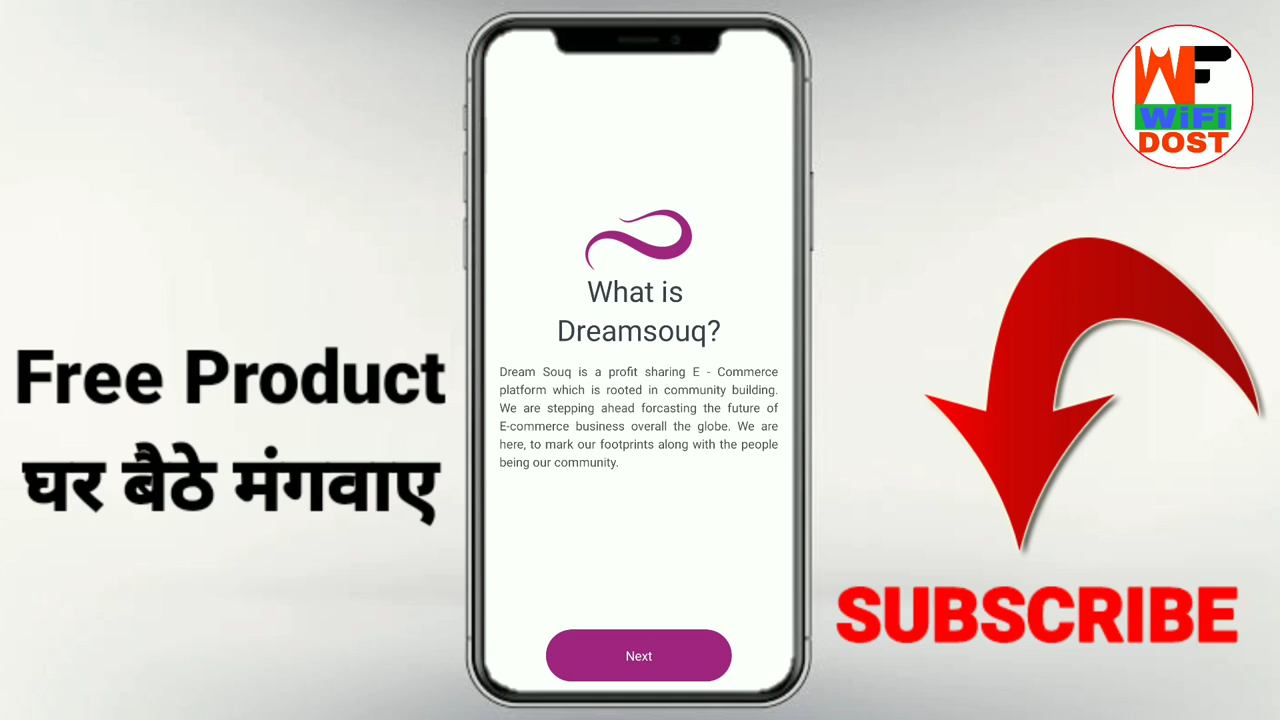 WF
WiFi
DOST
What is
Dreamsouq?
Dream Souq is a profit sharing E - Commerce
platform which is rooted in community building.
We are stepping ahead forcasting the future of
E-commerce business overall the globe. We are
here, to mark our footprints along with the people
being our community.
Free Product
घर बैठे मंगवाए
SUBSCRIBE
Next